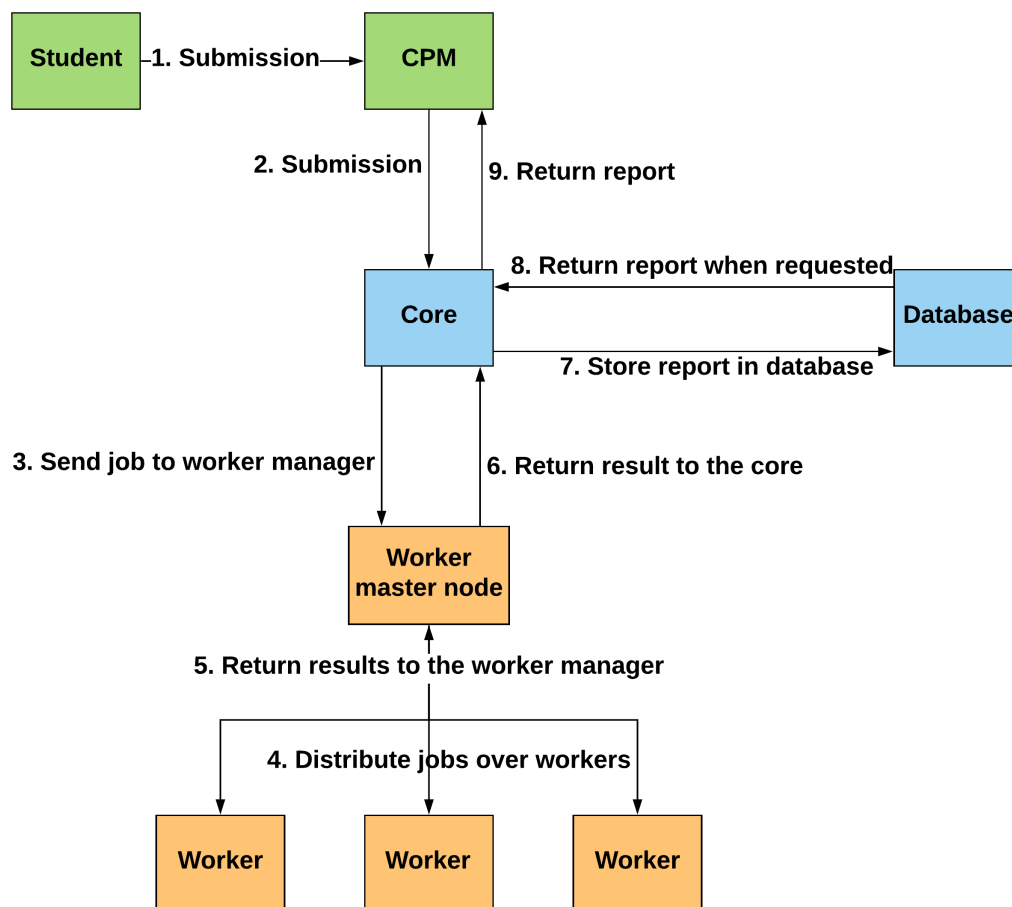 Student
1. Submission
CPM
2. Submission
9. Return report
8. Return report when requested
Core
Database
7. Store report in database
3. Send job to worker manager
6. Return result to the core
Worker
master node
5. Return results to the worker manager
4. Distribute jobs over workers
Worker
Worker
Worker